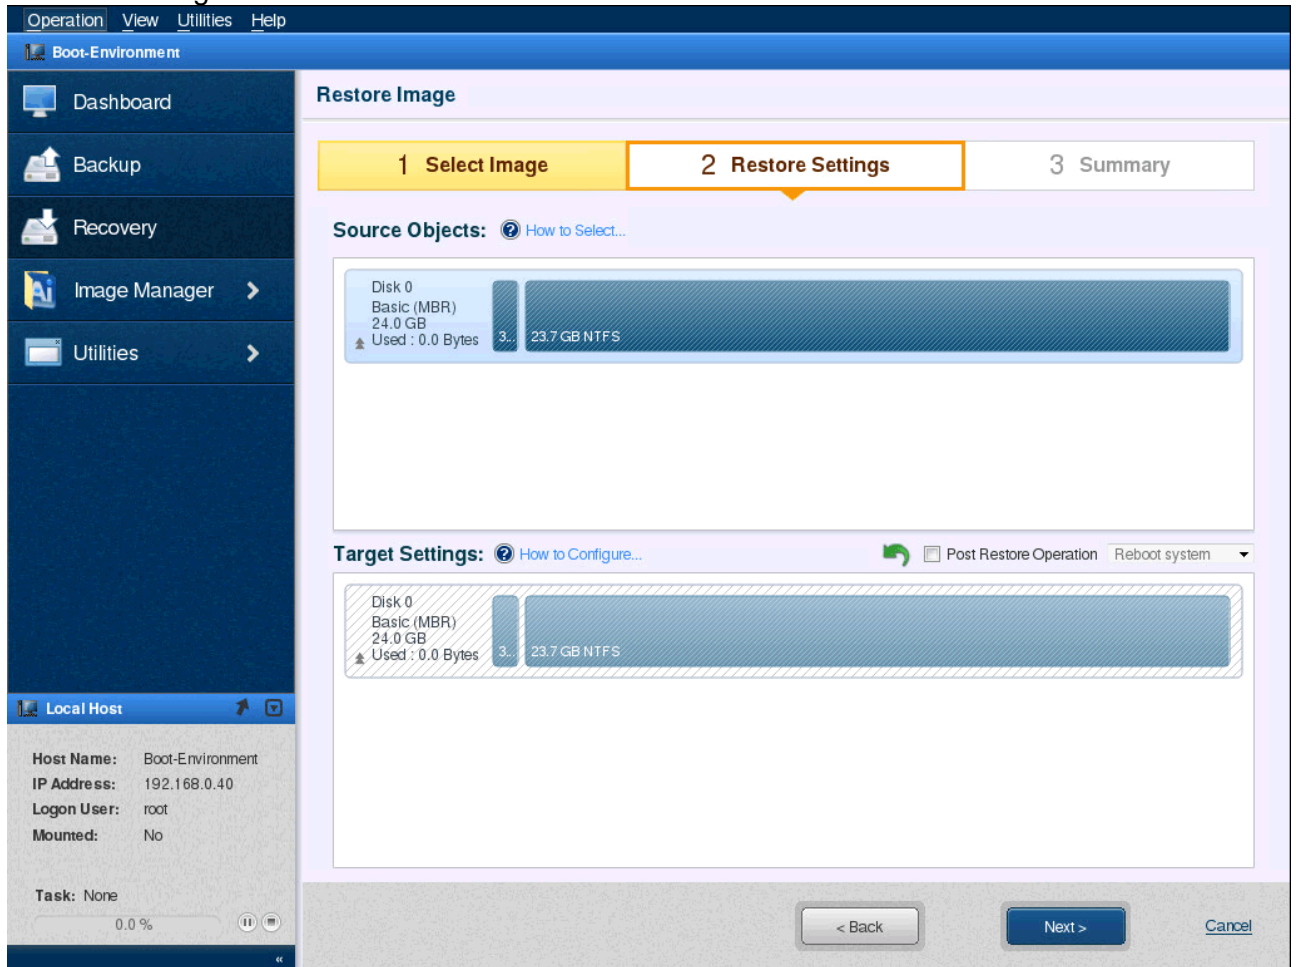 Operation View Utilities Help
Boot-Environment
Dashboard
Backup
Recovery
Image Manager
Utilities
Restore Image
1 Select Image
2 Restore Settings
3 Summary
Source Objects: How to Select...
Disk 0
Basic (MBR)
24.0 GB
Used : 0.0 Bytes
3...
23.7 GB NTFS
Target Settings: How to Configure...
Post Restore Operation Reboot system
Disk 0
Basic (MBR)
24.0 GB
Used : 0.0 Bytes
3...
23.7 GB NTFS
Local Host
Host Name: Boot-Environment
IP Address: 192.168.0.40
Logon User: root
Mounted: No
Task: None
0.0 %
< Back
Next >
Cancel